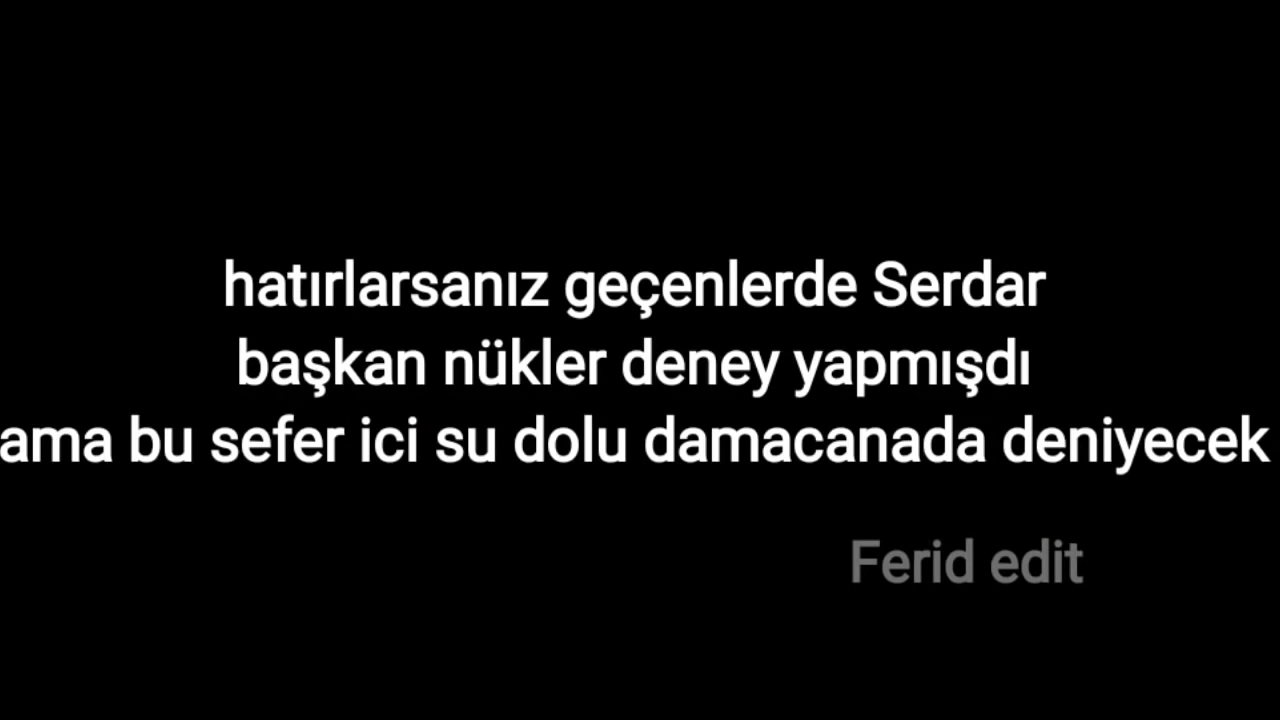 hatırlarsanız geçenlerde Serdar
başkan nükler deney yapmışdı
ama bu sefer ici su dolu damacanada deniyecek
Ferid edit